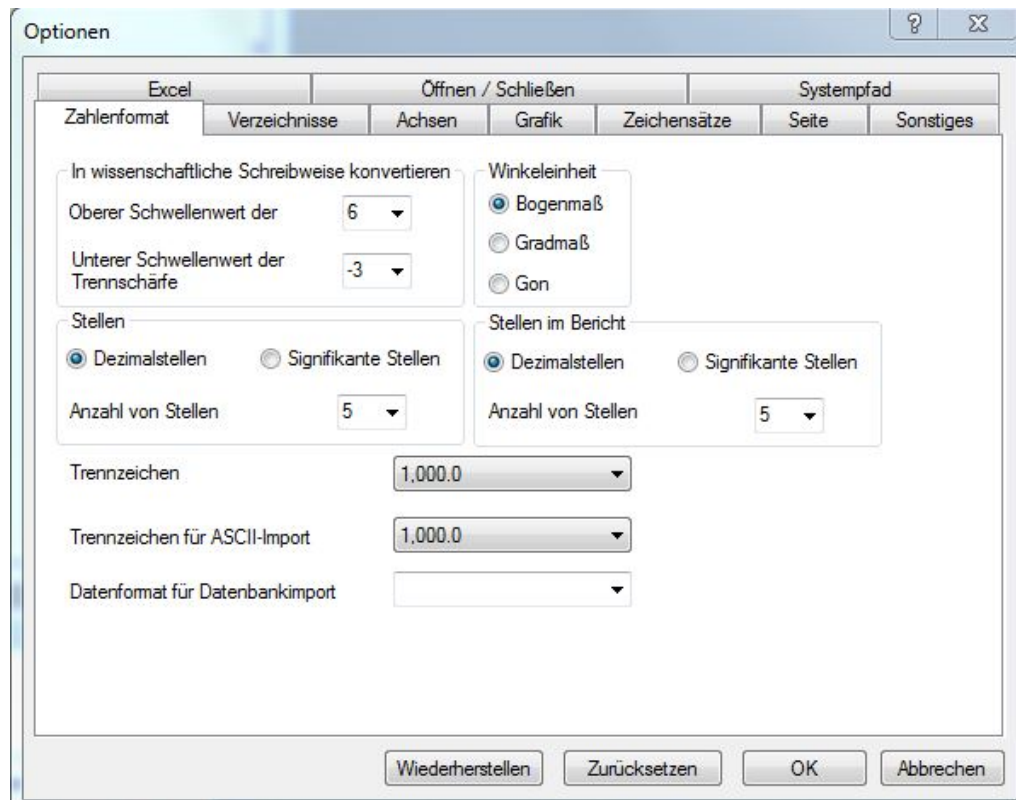 Optionen
Excel Öffnen / Schließen Systempfad
Zahlenformat Verzeichnisse Achsen Grafik Zeichensätze Seite Sonstiges
In wissenschaftliche Schreibweise konvertieren
Oberer Schwellenwert der 6
Unterer Schwellenwert der
Trennschärfe -3
Winkeleinheit
Bogenmaß
Gradmaß
Gon
Stellen
Dezimalstellen Signifikante Stellen
Anzahl von Stellen 5
Stellen im Bericht
Dezimalstellen Signifikante Stellen
Anzahl von Stellen 5
Trennzeichen 1,000.0
Trennzeichen für ASCII-Import 1,000.0
Datenformat für Datenbankimport
Wiederherstellen Zurücksetzen OK Abbrechen